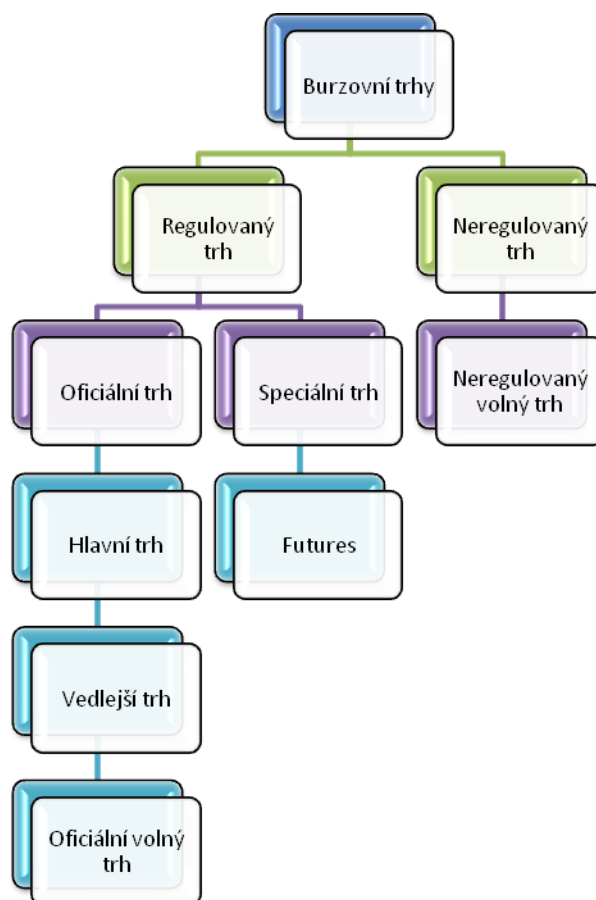 Burzovní trhy
Regulovaný
trh
Neregulovaný
trh
Oficiální trh
Speciální trh
Neregulovaný
volný trh
Hlavní trh
Futures
Vedlejší trh
Oficiální volný
trh